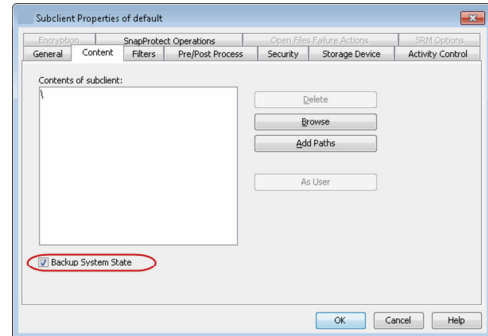 Subclient Properties of default
Encryption SnapProtect Operations Open Files Failure Actions SRM Options
General Content Filters Pre/Post Process Security Storage Device Activity Control
Contents of subclient:
\
Delete
Browse
Add Paths
As User
Backup System State
OK Cancel Help